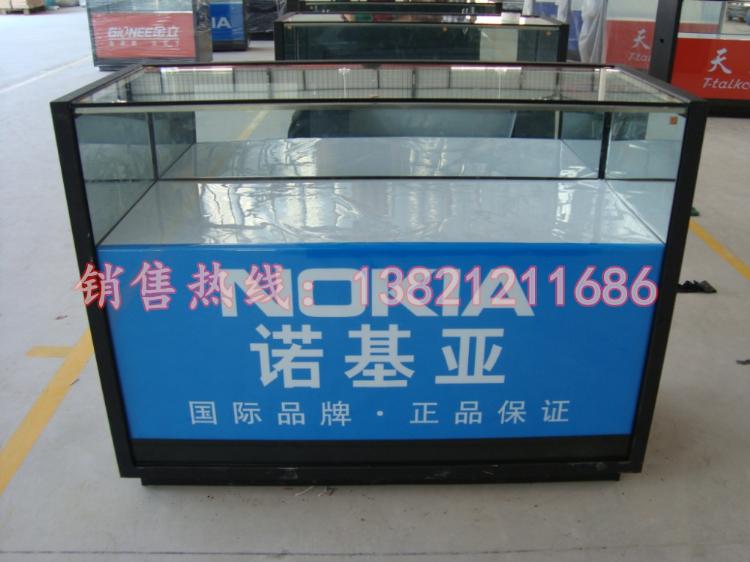 GIONEE金立
天
T-talk
NOKIA
销售热线：13821211686
诺基亚
国际品牌·正品保证